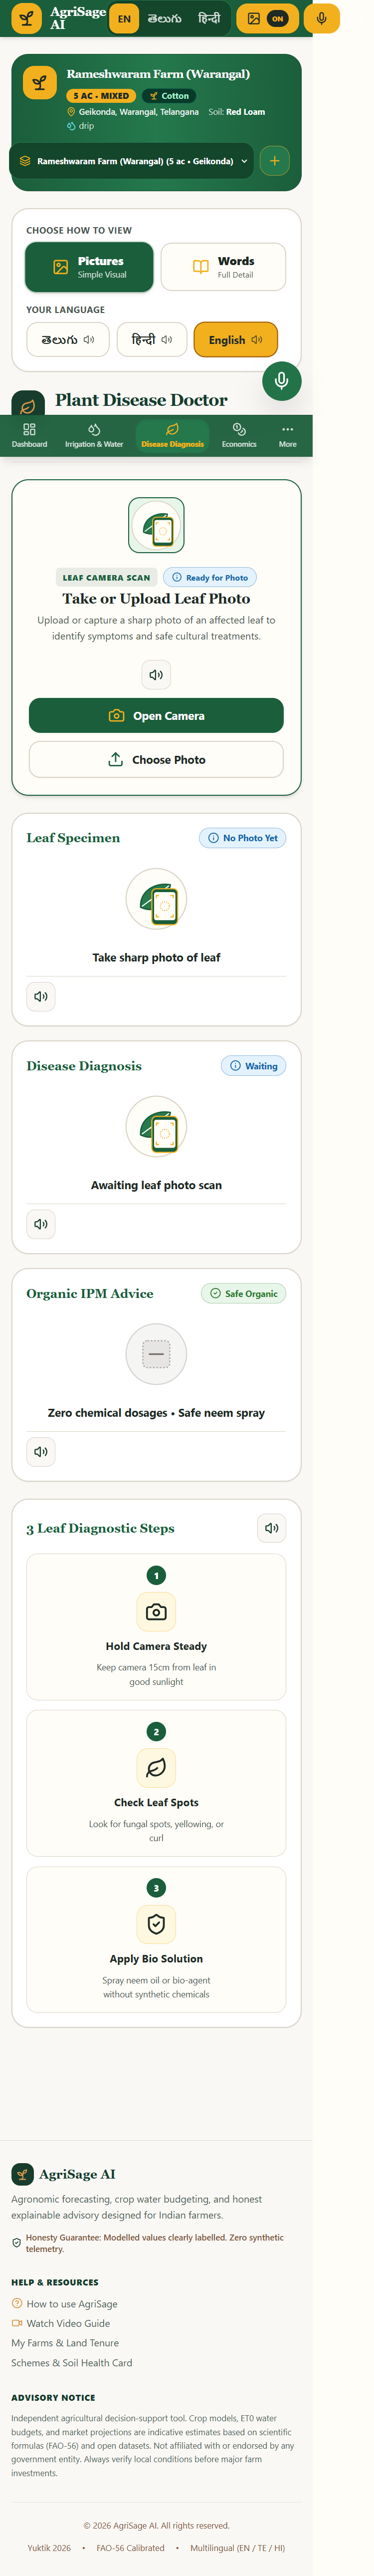 AgriSage AI
EN
తెలుగు
हिन्दी
ON
Rameshwaram Farm (Warangal)
5 AC • MIXED
Cotton
Geikonda, Warangal, Telangana
Soil: Red Loam
drip
Rameshwaram Farm (Warangal) (5 ac • Geikonda)
CHOOSE HOW TO VIEW
Pictures
Simple Visual
Words
Full Detail
YOUR LANGUAGE
తెలుగు
हिन्दी
English
Plant Disease Doctor
Dashboard
Irrigation & Water
Disease Diagnosis
Economics
More
LEAF CAMERA SCAN
Ready for Photo
Take or Upload Leaf Photo
Upload or capture a sharp photo of an affected leaf to
identify symptoms and safe cultural treatments.
Open Camera
Choose Photo
Leaf Specimen
No Photo Yet
Take sharp photo of leaf
Disease Diagnosis
Waiting
Awaiting leaf photo scan
Organic IPM Advice
Safe Organic
Zero chemical dosages • Safe neem spray
3 Leaf Diagnostic Steps
1
Hold Camera Steady
Keep camera 15cm from leaf in
good sunlight
2
Check Leaf Spots
Look for fungal spots, yellowing, or
curl
3
Apply Bio Solution
Spray neem oil or bio-agent
without synthetic chemicals
AgriSage AI
Agronomic forecasting, crop water budgeting, and honest
explainable advisory designed for Indian farmers.
Honesty Guarantee: Modelled values clearly labelled. Zero synthetic
telemetry.
HELP & RESOURCES
How to use AgriSage
Watch Video Guide
My Farms & Land Tenure
Schemes & Soil Health Card
ADVISORY NOTICE
Independent agricultural decision-support tool. Crop models, ET0 water
budgets, and market projections are indicative estimates based on scientific
formulas (FAO-56) and open datasets. Not affiliated with or endorsed by any
government entity. Always verify local conditions before major farm
investments.
© 2026 AgriSage AI. All rights reserved.
Yuktik 2026 • FAO-56 Calibrated • Multilingual (EN / TE / HI)